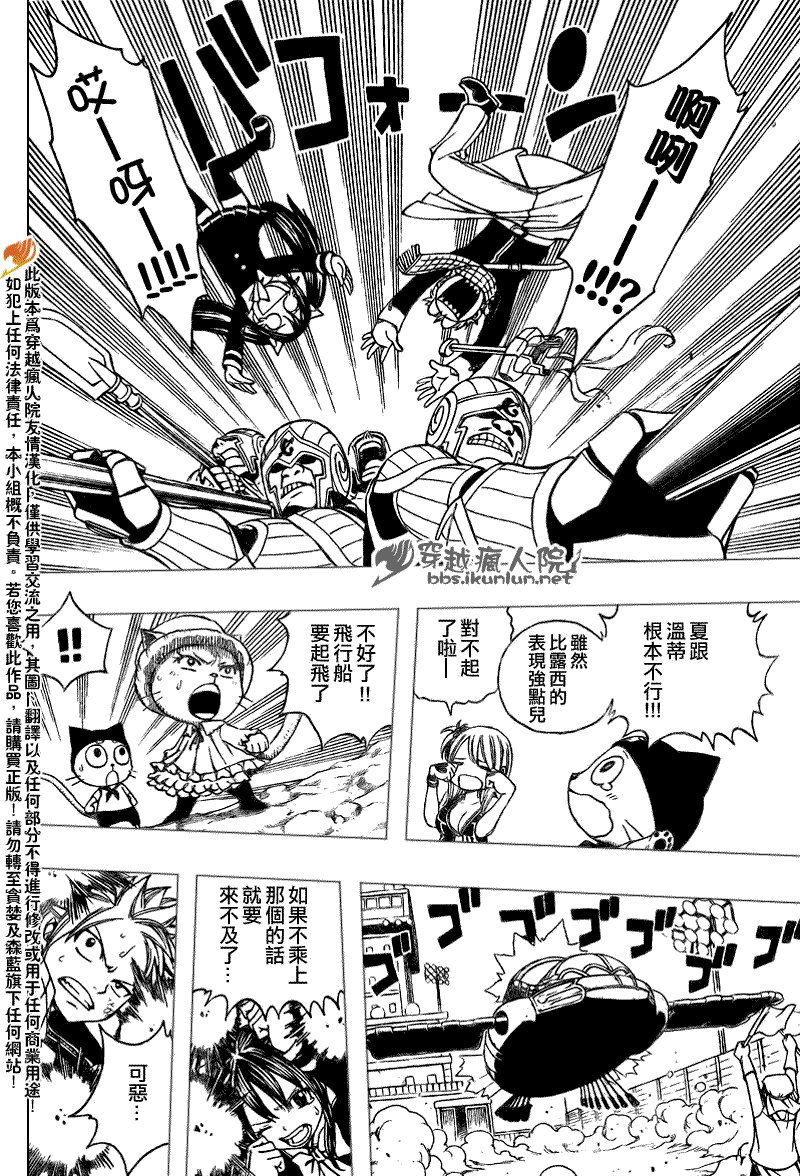 バコォーン
啊咧——!!!?
呀——!!!!
穿越瘋人院
bbs.ikunlun.net
夏跟
溫蒂
根本不行!!!
雖然
比露西的
表現強點兒
對不起
了啦—
不好了!!
飛行船
要起飛了
!!
ゴゴゴゴ
ゴゴゴ
如果不乘上
那個的話
就要
來不及了…
可惡…
此版本爲穿越瘋人院友情漢化，僅供學習交流之用，其圖片翻譯以及任何部分不得進行修改或用于任何商業用途！
如犯上任何法律責任，本小組概不負責。若您喜歡此作品，請購買正版！請勿轉至貪婪及森藍旗下任何網站！